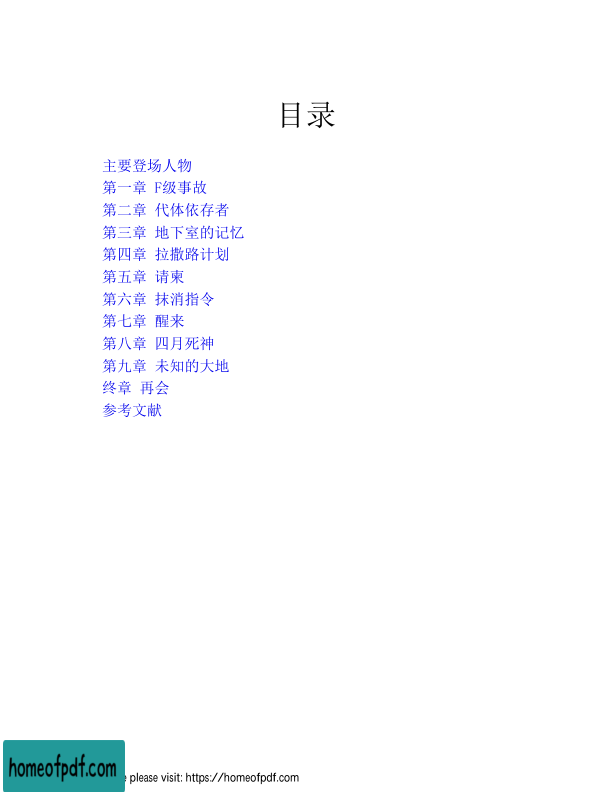 目录
主要登场人物
第一章 F级事故
第二章 代体依存者
第三章 地下室的记忆
第四章 拉撒路计划
第五章 请柬
第六章 抹消指令
第七章 醒来
第八章 四月死神
第九章 未知的大地
终章 再会
参考文献
homeofpdf.com
e please visit: https://homeofpdf.com